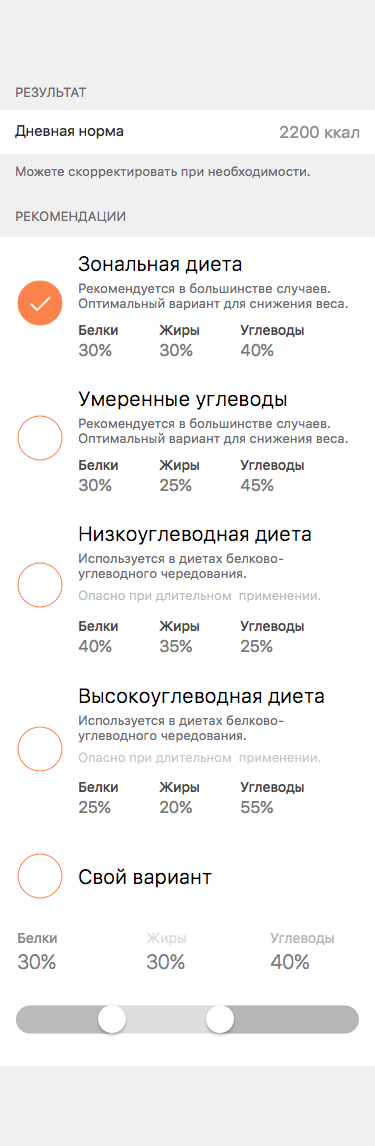 РЕЗУЛЬТАТ
Дневная норма 2200 ккал
Можете скорректировать при необходимости.
РЕКОМЕНДАЦИИ
Зональная диета
Рекомендуется в большинстве случаев.
Оптимальный вариант для снижения веса.
Белки Жиры Углеводы
30% 30% 40%
Умеренные углеводы
Рекомендуется в большинстве случаев.
Оптимальный вариант для снижения веса.
Белки Жиры Углеводы
30% 25% 45%
Низкоуглеводная диета
Используется в диетах белково-
углеводного чередования.
Опасно при длительном применении.
Белки Жиры Углеводы
40% 35% 25%
Высокоуглеводная диета
Используется в диетах белково-
углеводного чередования.
Опасно при длительном применении.
Белки Жиры Углеводы
25% 20% 55%
Свой вариант
Белки Жиры Углеводы
30% 30% 40%